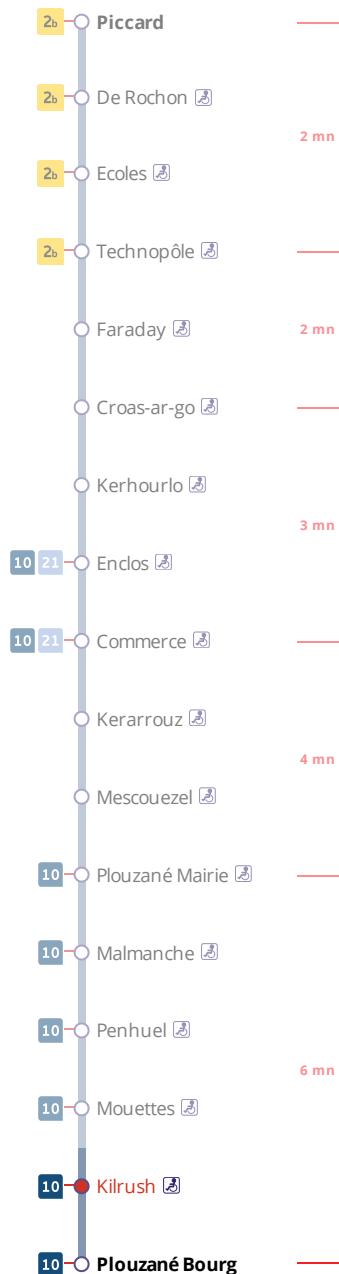 2b Piccard
2b De Rochon
2 mn
2b Ecoles
2b Technopôle
Faraday 2 mn
Croas-ar-go
Kerhourlo
3 mn
10 21 Enclos
10 21 Commerce
Kerarrouz
4 mn
Mescouezel
10 Plouzané Mairie
10 Malmanche
10 Penhuel
6 mn
10 Mouettes
10 Kilrush
10 Plouzané Bourg